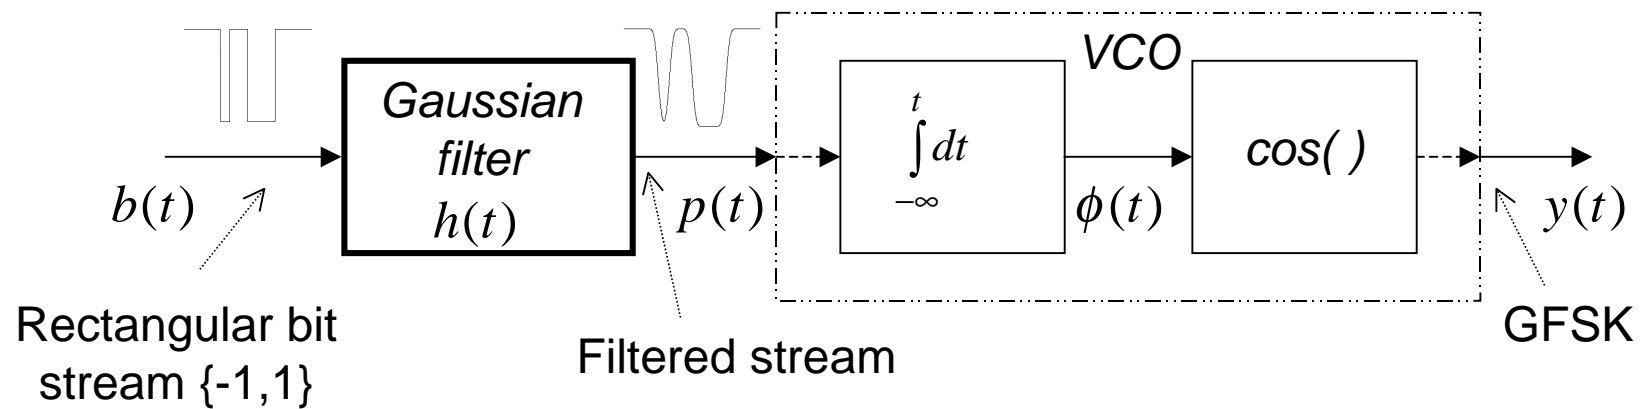 VCO
Gaussian
filter
h(t)
t
∫dt
−∞
cos( )
b(t)
p(t)
ϕ(t)
y(t)
Rectangular bit
stream {-1,1}
Filtered stream
GFSK